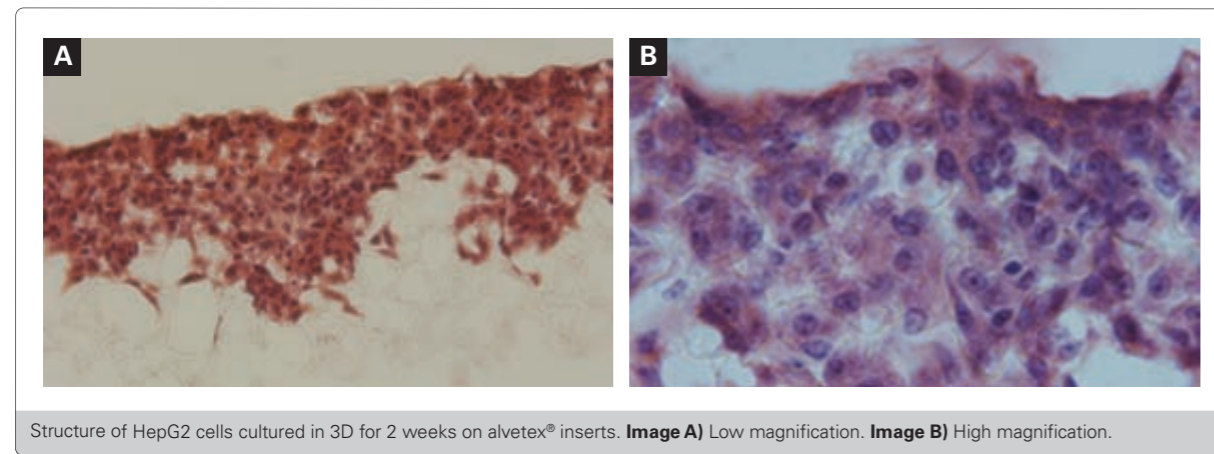 A
B
Structure of HepG2 cells cultured in 3D for 2 weeks on alvetex® inserts. Image A) Low magnification. Image B) High magnification.